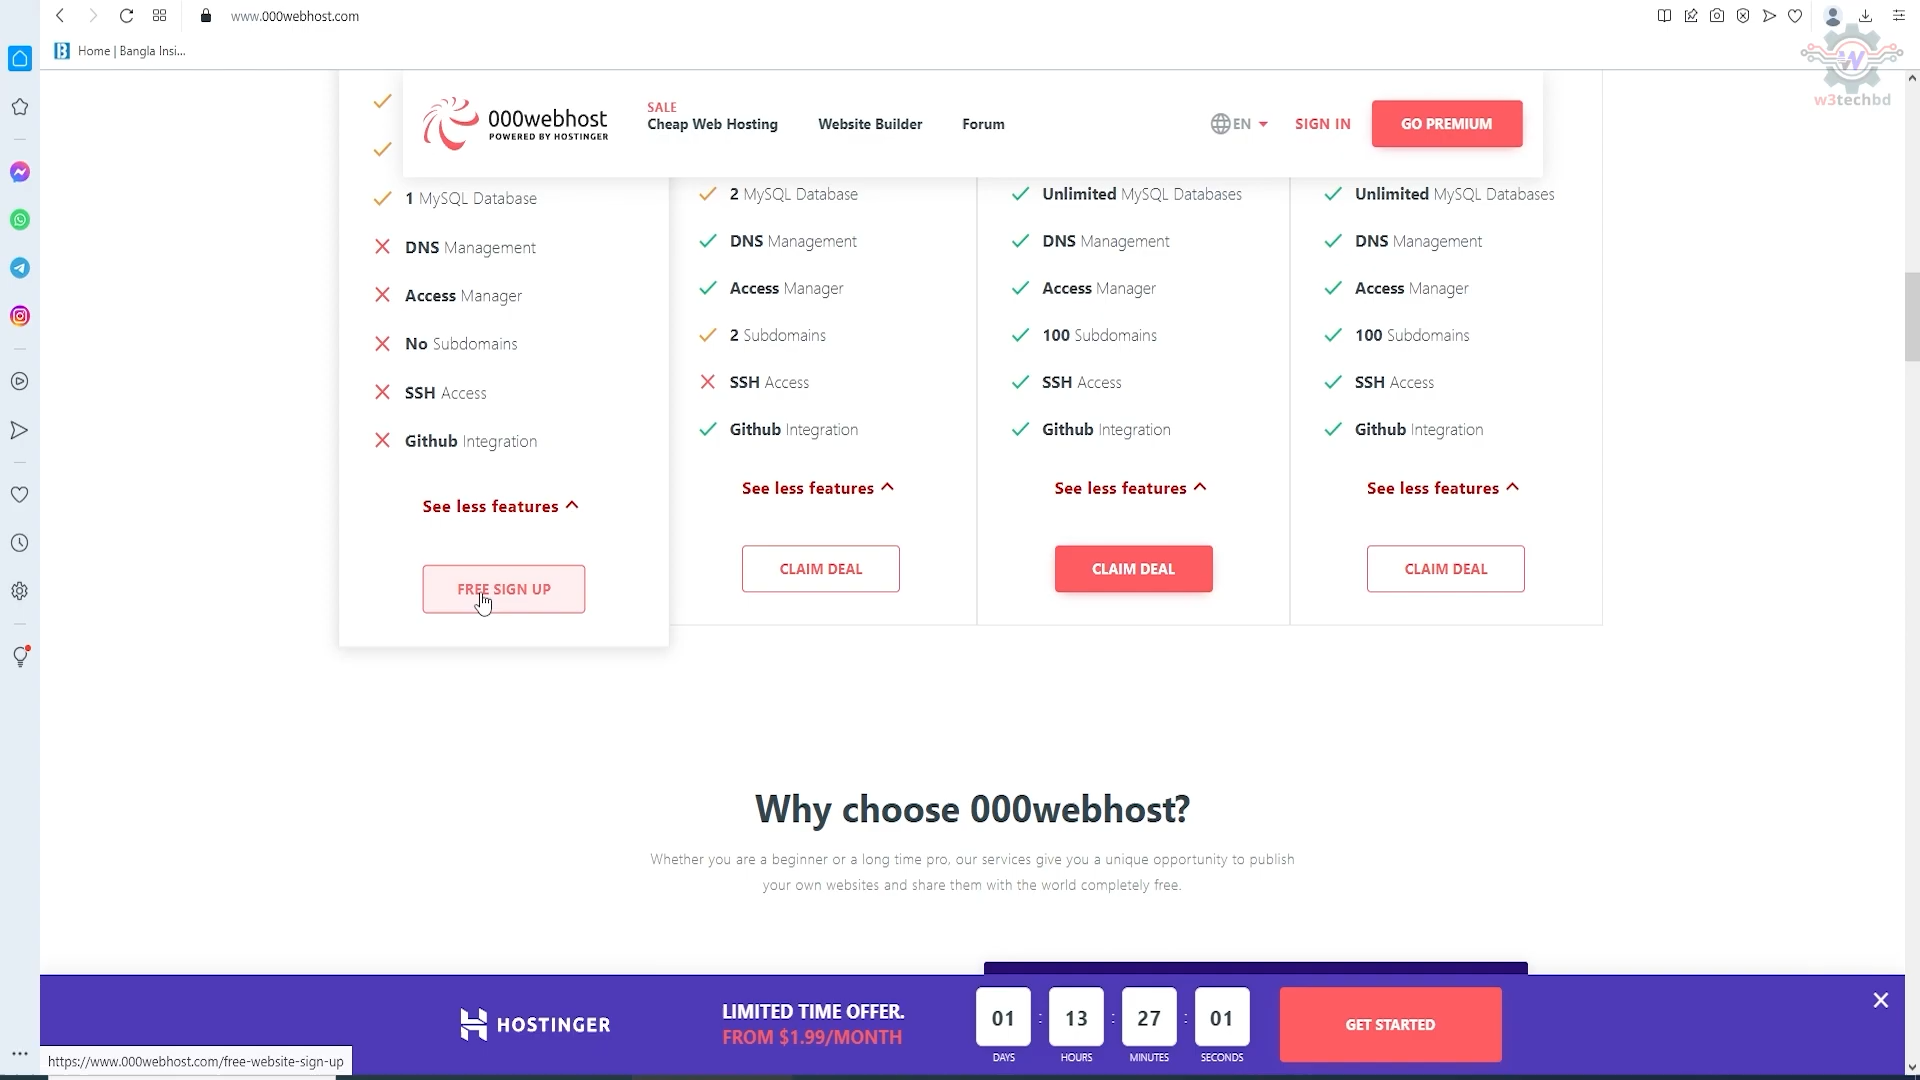 www.000webhost.com
Home | Bangla Insi...
w3techbd
000webhost
POWERED BY HOSTINGER
SALE
Cheap Web Hosting
Website Builder
Forum
EN
SIGN IN
GO PREMIUM
1 MySQL Database
DNS Management
Access Manager
No Subdomains
SSH Access
Github Integration
See less features
FREE SIGN UP
2 MySQL Database
DNS Management
Access Manager
2 Subdomains
SSH Access
Github Integration
See less features
CLAIM DEAL
Unlimited MySQL Databases
DNS Management
Access Manager
100 Subdomains
SSH Access
Github Integration
See less features
CLAIM DEAL
Unlimited MySQL Databases
DNS Management
Access Manager
100 Subdomains
SSH Access
Github Integration
See less features
CLAIM DEAL
Why choose 000webhost?
Whether you are a beginner or a long time pro, our services give you a unique opportunity to publish
your own websites and share them with the world completely free.
HOSTINGER
LIMITED TIME OFFER.
FROM $1.99/MONTH
01 : 13 : 27 : 01
DAYS HOURS MINUTES SECONDS
GET STARTED
https://www.000webhost.com/free-website-sign-up